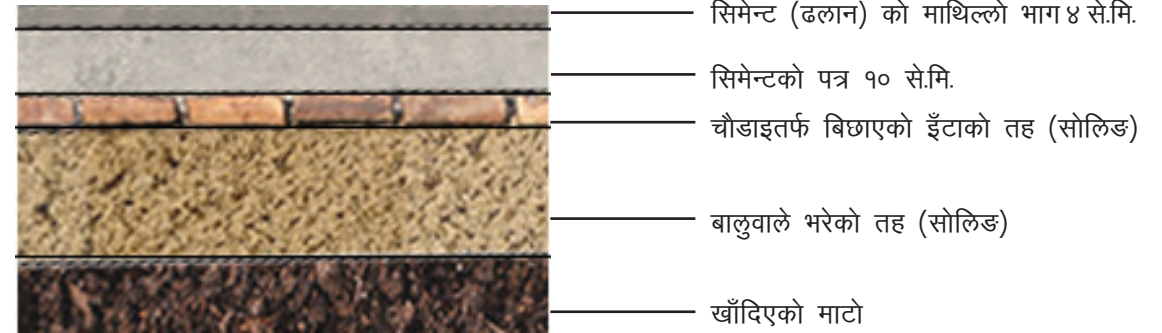 सिमेन्ट (ढलान) को माथिल्लो भाग ४ से.मि.
सिमेन्टको पत्र १० से.मि.
चौडाइतर्फ बिछाएको इँटाको तह (सोलिङ)
बालुवाले भरेको तह (सोलिङ)
खाँदिएको माटो